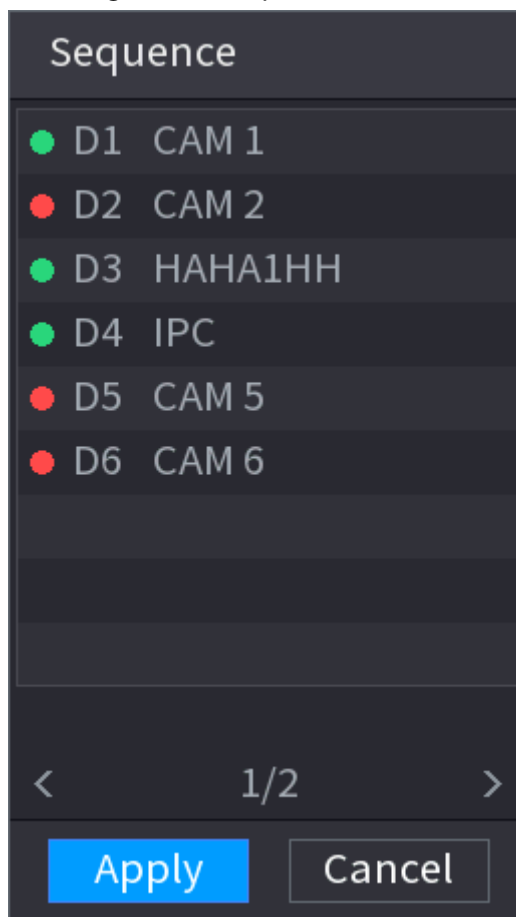 Sequence
D1 CAM 1
D2 CAM 2
D3 HAHA1HH
D4 IPC
D5 CAM 5
D6 CAM 6
< 1/2 >
Apply Cancel